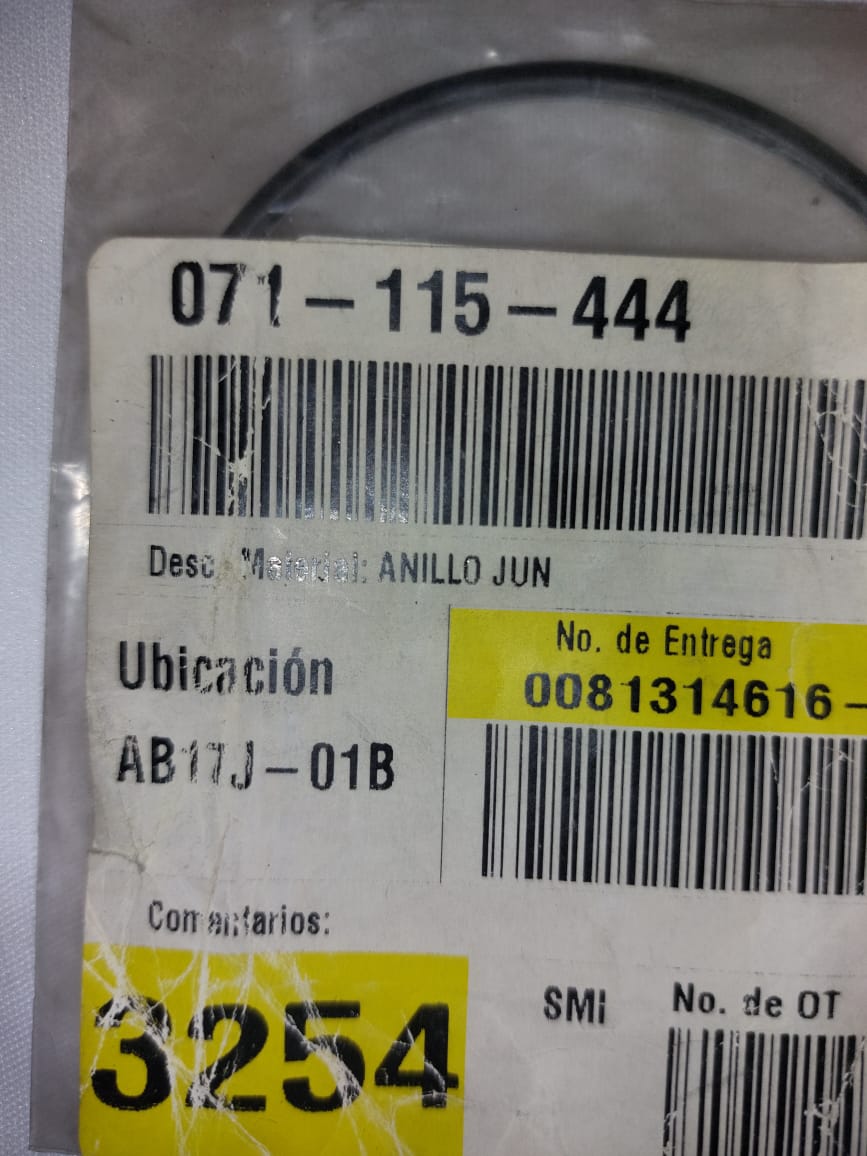 071-115-444
Desc. Material: ANILLO JUN
No. de Entrega
0081314616-
Ubicación
AB17J-01B
Comentarios:
3254
SMi
No. de OT